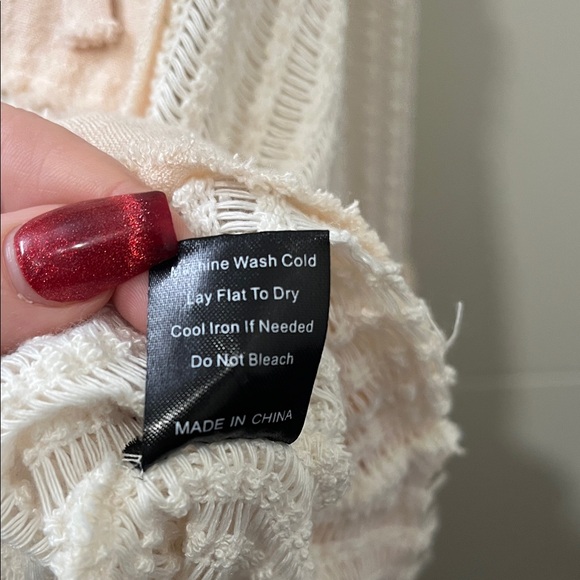 Machine Wash Cold
Lay Flat To Dry
Cool Iron If Needed
Do Not Bleach
MADE IN CHINA